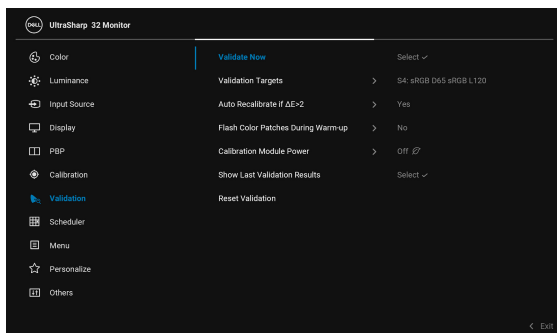 DELL UltraSharp 32 Monitor
Color
Luminance
Input Source
Display
PBP
Calibration
Validation
Scheduler
Menu
Personalize
Others
Validate Now Select
Validation Targets > S4: sRGB D65 sRGB L120
Auto Recalibrate if ΔE>2 > Yes
Flash Color Patches During Warm-up > No
Calibration Module Power > Off
Show Last Validation Results Select
Reset Validation
< Exit